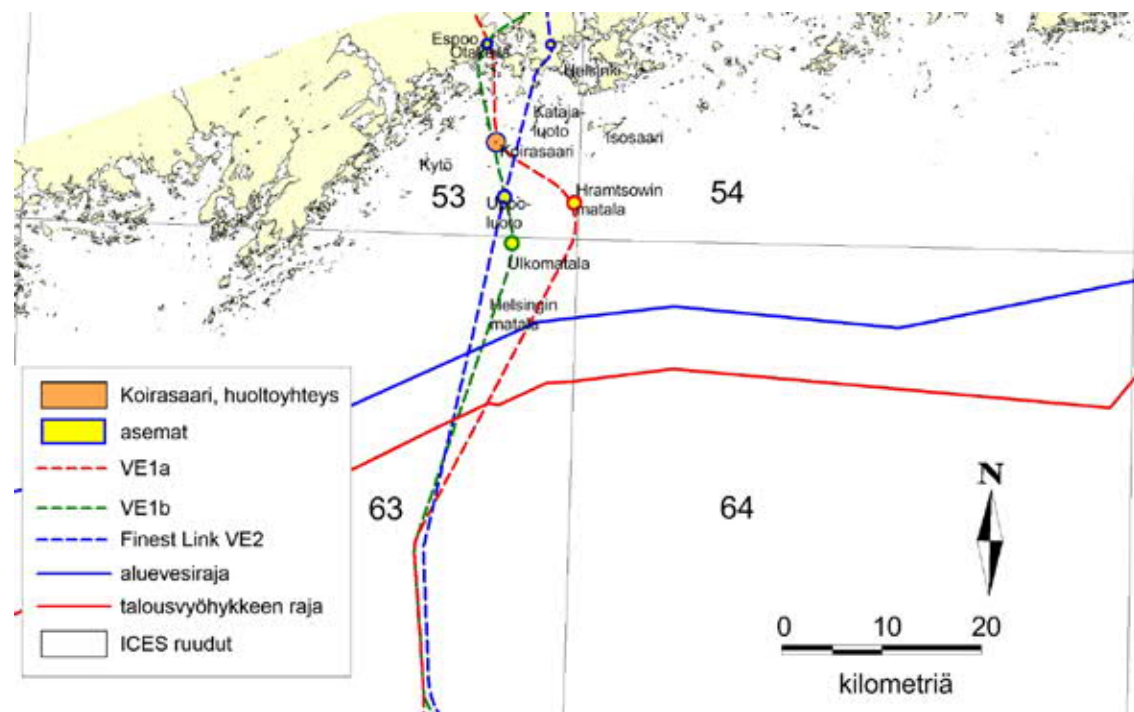 Espoo
Otaniemi
Helsinki
Kataja-
luoto
Isosaari
Koirasaari
Kytö
53
54
Hramtsowin
matala
Uppo-
luoto
Ulkomatala
Helsingin
matala
63
64
Koirasaari, huoltoyhteys
asemat
VE1a
VE1b
Finest Link VE2
aluevesiraja
talousvyöhykkeen raja
ICES ruudut
N
0 10 20
kilometriä